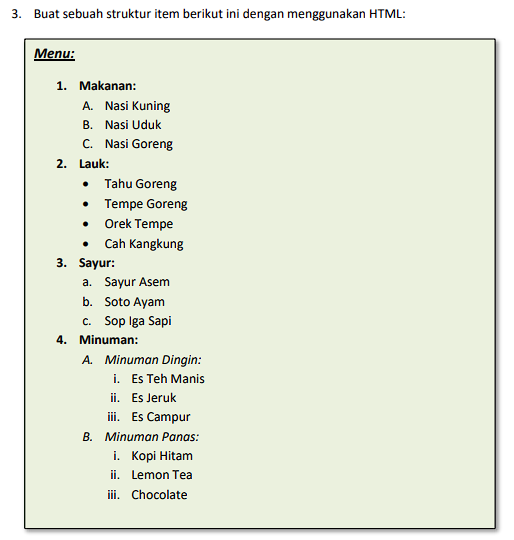 3. Buat sebuah struktur item berikut ini dengan menggunakan HTML:
Menu:
1. Makanan:
A. Nasi Kuning
B. Nasi Uduk
C. Nasi Goreng
2. Lauk:
• Tahu Goreng
• Tempe Goreng
• Orek Tempe
• Cah Kangkung
3. Sayur:
a. Sayur Asem
b. Soto Ayam
c. Sop Iga Sapi
4. Minuman:
A. Minuman Dingin:
i. Es Teh Manis
ii. Es Jeruk
iii. Es Campur
B. Minuman Panas:
i. Kopi Hitam
ii. Lemon Tea
iii. Chocolate